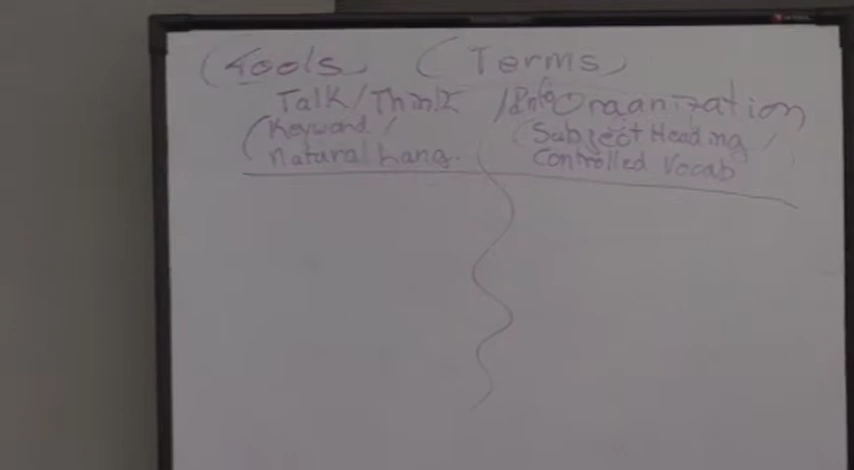 (Tools) (Terms)
Talk/Think / Info Organization
(Keyword/ (Subject Heading/
Natural Lang. Controlled Vocab